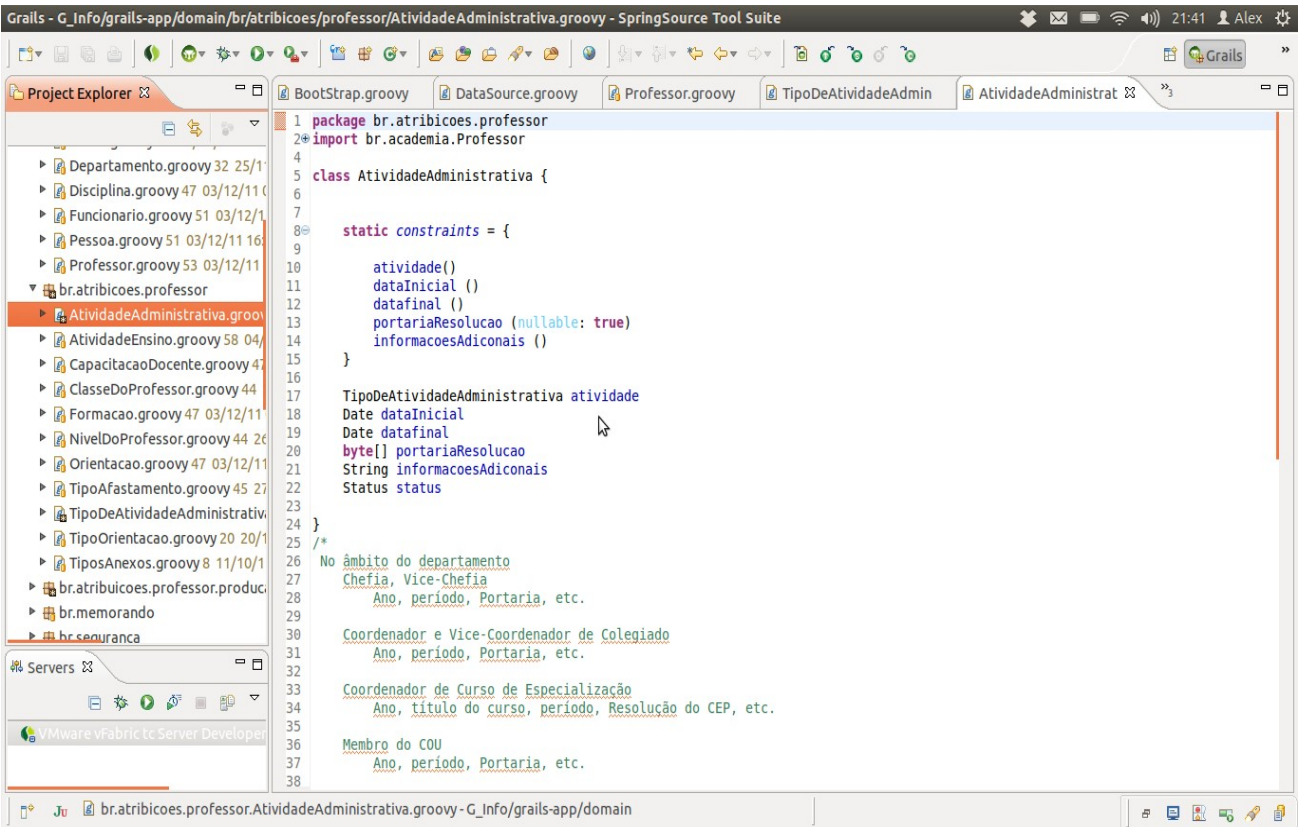 Grails - G_Info/grails-app/domain/br/atribicoes/professor/AtividadeAdministrativa.groovy - SpringSource Tool Suite
21:41 Alex
Grails
Project Explorer
BootStrap.groovy
DataSource.groovy
Professor.groovy
TipoDeAtividadeAdmin
AtividadeAdministrat
»3
Departamento.groovy 32 25/1
Disciplina.groovy 47 03/12/11
Funcionario.groovy 51 03/12/1
Pessoa.groovy 51 03/12/11 16:
Professor.groovy 53 03/12/11
br.atribicoes.professor
AtividadeAdministrativa.groov
AtividadeEnsino.groovy 58 04/
CapacitacaoDocente.groovy 47
ClasseDoProfessor.groovy 44
Formacao.groovy 47 03/12/11
NivelDoProfessor.groovy 44 26
Orientacao.groovy 47 03/12/11
TipoAfastamento.groovy 45 27
TipoDeAtividadeAdministrativ
TipoOrientacao.groovy 20 20/1
TiposAnexos.groovy 8 11/10/1
br.atribuicoes.professor.produc
br.memorando
br.seguranca
Servers
VMware vFabric tc Server Developer
1 package br.atribicoes.professor
2 import br.academia.Professor
4
5 class AtividadeAdministrativa {
6
7
8 static constraints = {
9
10 atividade()
11 dataInicial ()
12 datafinal ()
13 portariaResolucao (nullable: true)
14 informacoesAdiconais ()
15 }
16
17 TipoDeAtividadeAdministrativa atividade
18 Date dataInicial
19 Date datafinal
20 byte[] portariaResolucao
21 String informacoesAdiconais
22 Status status
23
24 }
25 /*
26 No âmbito do departamento
27 Chefia, Vice-Chefia
28 Ano, período, Portaria, etc.
29
30 Coordenador e Vice-Coordenador de Colegiado
31 Ano, período, Portaria, etc.
32
33 Coordenador de Curso de Especialização
34 Ano, título do curso, período, Resolução do CEP, etc.
35
36 Membro do COU
37 Ano, período, Portaria, etc.
38
Ju br.atribicoes.professor.AtividadeAdministrativa.groovy - G_Info/grails-app/domain